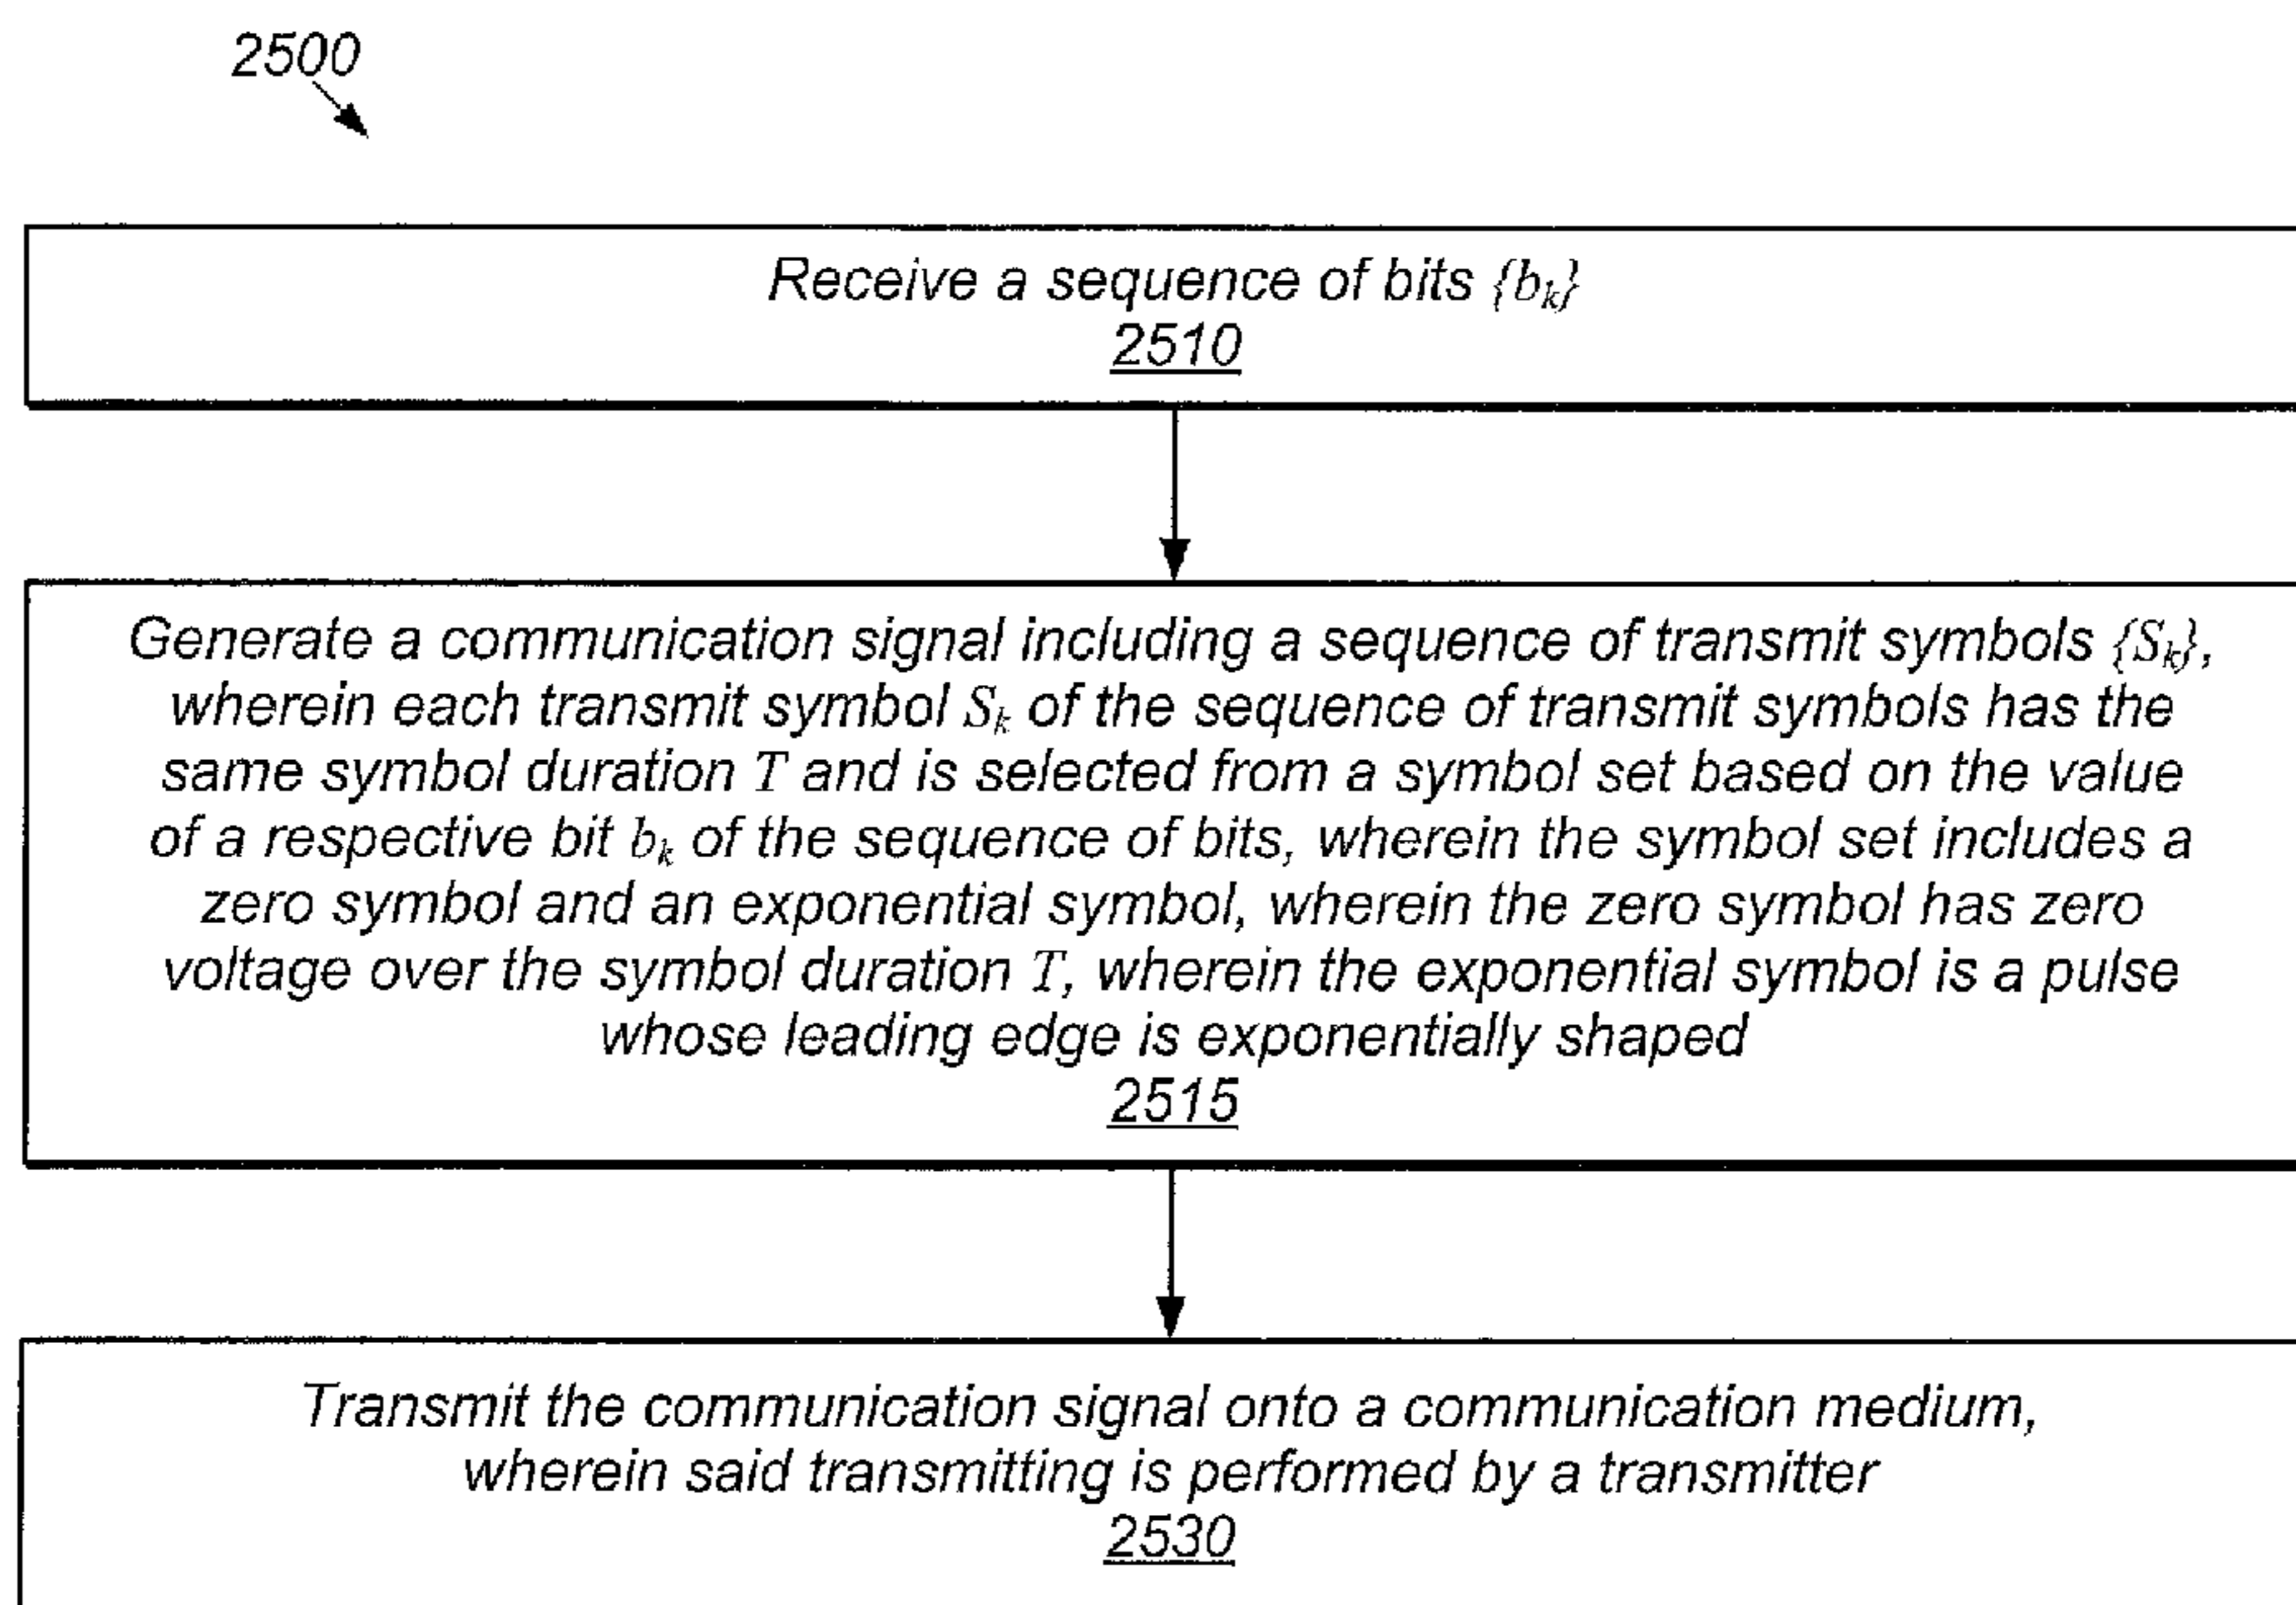 2500
Receive a sequence of bits {bₖ}
2510
Generate a communication signal including a sequence of transmit symbols {Sₖ},
wherein each transmit symbol Sₖ of the sequence of transmit symbols has the
same symbol duration T and is selected from a symbol set based on the value
of a respective bit bₖ of the sequence of bits, wherein the symbol set includes a
zero symbol and an exponential symbol, wherein the zero symbol has zero
voltage over the symbol duration T, wherein the exponential symbol is a pulse
whose leading edge is exponentially shaped
2515
Transmit the communication signal onto a communication medium,
wherein said transmitting is performed by a transmitter
2530